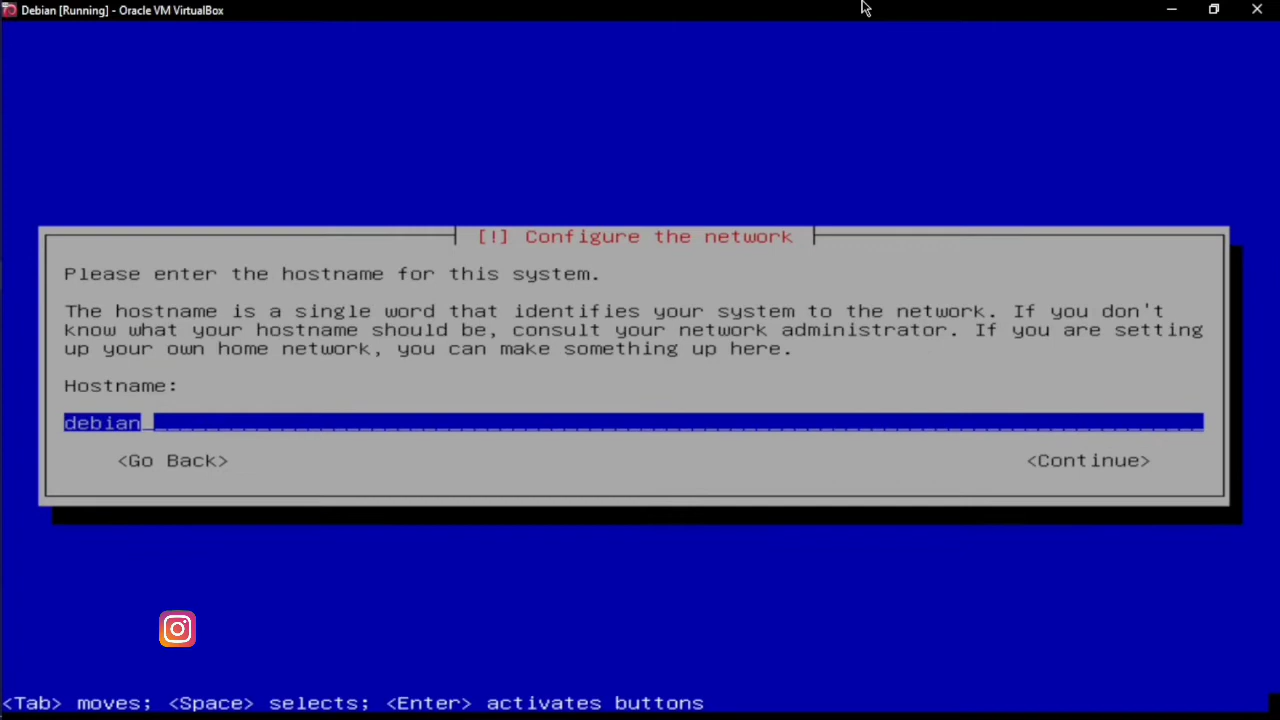 Debian [Running] - Oracle VM VirtualBox
[!] Configure the network
Please enter the hostname for this system.
The hostname is a single word that identifies your system to the network. If you don't
know what your hostname should be, consult your network administrator. If you are setting
up your own home network, you can make something up here.
Hostname:
debian
<Go Back> <Continue>
<Tab> moves; <Space> selects; <Enter> activates buttons